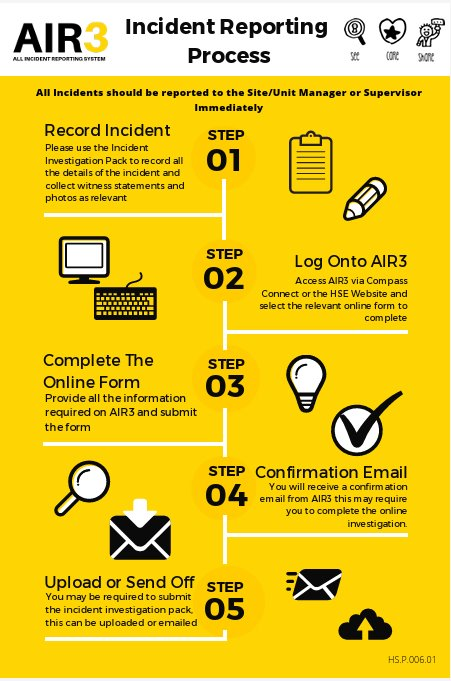 AIR3
ALL INCIDENT REPORTING SYSTEM
Incident Reporting
Process
see
care
share
All Incidents should be reported to the Site/Unit Manager or Supervisor
Immediately
Record Incident
Please use the Incident
Investigation Pack to record all
the details of the incident and
collect witness statements and
photos as relevant
STEP
01
STEP
02
Log Onto AIR3
Access AIR3 via Compass
Connect or the HSE Website and
select the relevant online form to
complete
Complete The
Online Form
Provide all the information
required on AIR3 and submit
the form
STEP
03
STEP
04
Confirmation Email
You will receive a confirmation
email from AIR3 this may require
you to complete the online
investigation.
Upload or Send Off
You may be required to submit
the incident investigation pack,
this can be uploaded or emailed
STEP
05
HS.P.006.01